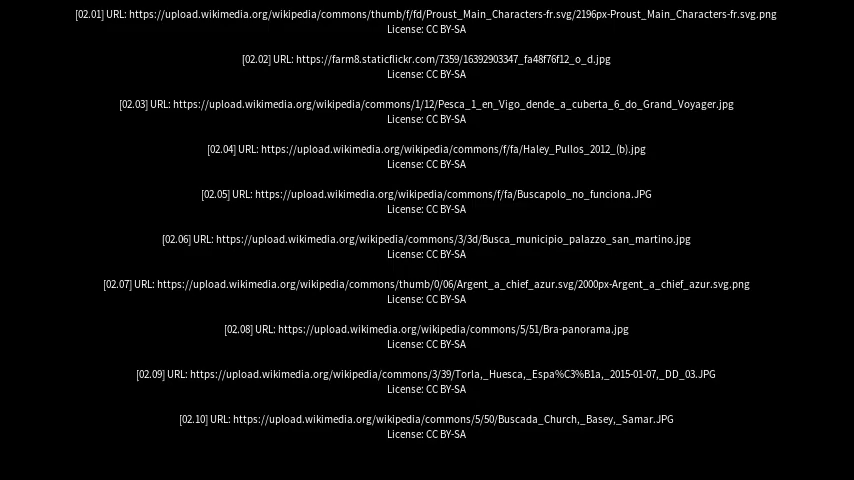 [02.01] URL: https://upload.wikimedia.org/wikipedia/commons/thumb/f/fd/Proust_Main_Characters-fr.svg/2196px-Proust_Main_Characters-fr.svg.png
License: CC BY-SA
[02.02] URL: https://farm8.staticflickr.com/7359/16392903347_fa48f76f12_o_d.jpg
License: CC BY-SA
[02.03] URL: https://upload.wikimedia.org/wikipedia/commons/1/12/Pesca_1_en_Vigo_dende_a_cuberta_6_do_Grand_Voyager.jpg
License: CC BY-SA
[02.04] URL: https://upload.wikimedia.org/wikipedia/commons/f/fa/Haley_Pullos_2012_(b).jpg
License: CC BY-SA
[02.05] URL: https://upload.wikimedia.org/wikipedia/commons/f/fa/Buscapolo_no_funciona.JPG
License: CC BY-SA
[02.06] URL: https://upload.wikimedia.org/wikipedia/commons/3/3d/Busca_municipio_palazzo_san_martino.jpg
License: CC BY-SA
[02.07] URL: https://upload.wikimedia.org/wikipedia/commons/thumb/0/06/Argent_a_chief_azur.svg/2000px-Argent_a_chief_azur.svg.png
License: CC BY-SA
[02.08] URL: https://upload.wikimedia.org/wikipedia/commons/5/51/Bra-panorama.jpg
License: CC BY-SA
[02.09] URL: https://upload.wikimedia.org/wikipedia/commons/3/39/Torla,_Huesca,_Espa%C3%B1a,_2015-01-07,_DD_03.JPG
License: CC BY-SA
[02.10] URL: https://upload.wikimedia.org/wikipedia/commons/5/50/Buscada_Church,_Basey,_Samar.JPG
License: CC BY-SA